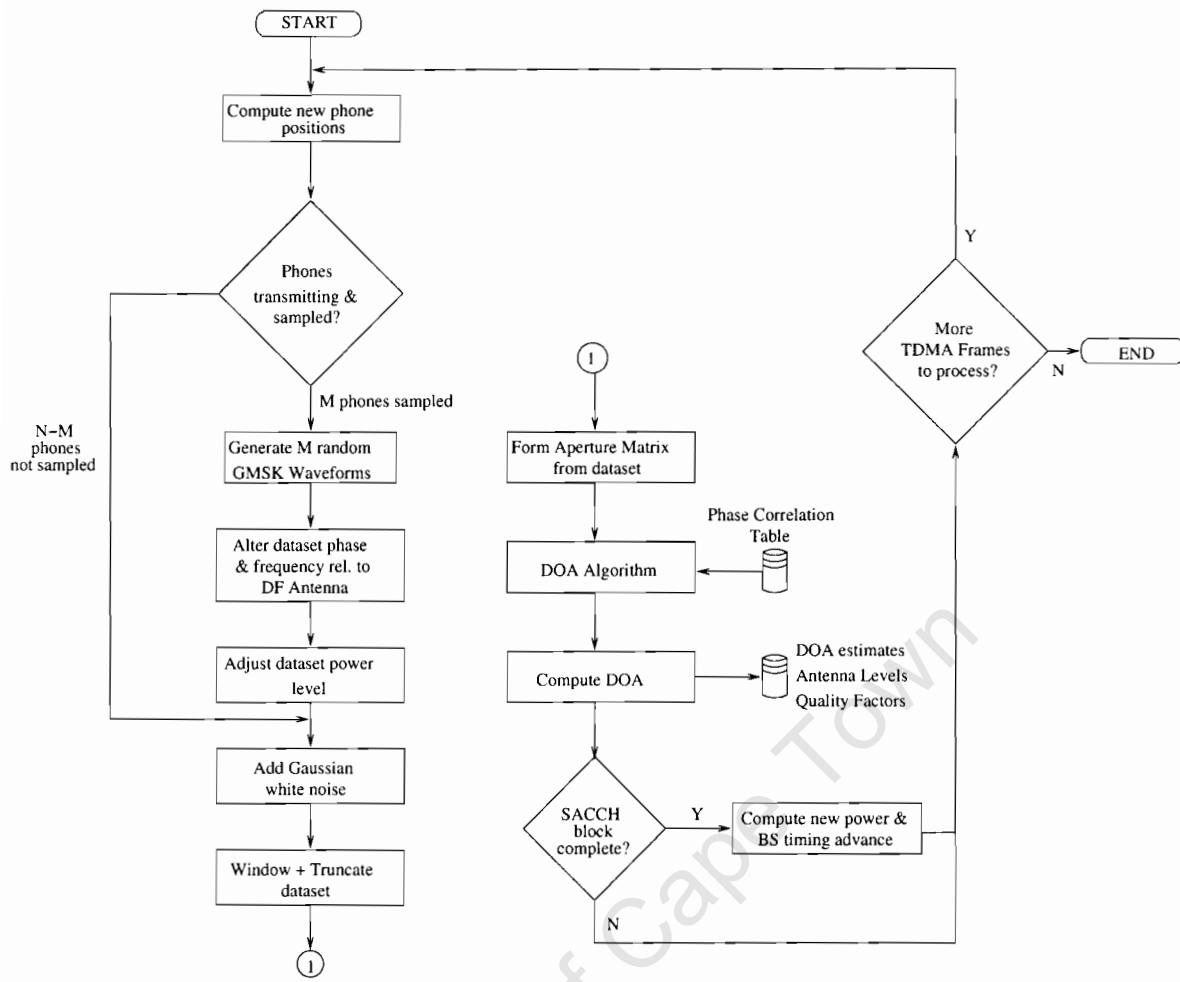 START
Compute new phone
positions
Phones
transmitting &
sampled?
M phones sampled
N-M
phones
not sampled
Generate M random
GMSK Waveforms
Alter dataset phase
& frequency rel. to
DF Antenna
Adjust dataset power
level
Add Gaussian
white noise
Window + Truncate
dataset
1
1
Form Aperture Matrix
from dataset
Phase Correlation
Table
DOA Algorithm
Compute DOA
DOA estimates
Antenna Levels
Quality Factors
SACCH
block
complete?
Y
N
Compute new power &
BS timing advance
More
TDMA Frames
to process?
Y
N
END
of Cape Town